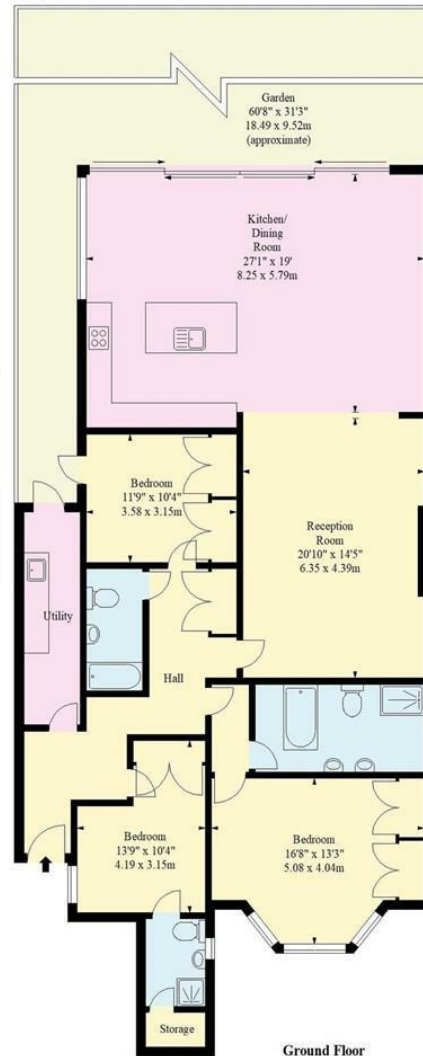 Garden
60'8" x 31'3"
18.49 x 9.52m
(approximate)
Kitchen/
Dining
Room
27'1" x 19'
8.25 x 5.79m
Bedroom
11'9" x 10'4"
3.58 x 3.15m
Reception
Room
20'10" x 14'5"
6.35 x 4.39m
Utility
Hall
Bedroom
13'9" x 10'4"
4.19 x 3.15m
Bedroom
16'8" x 13'3"
5.08 x 4.04m
Storage
Ground Floor